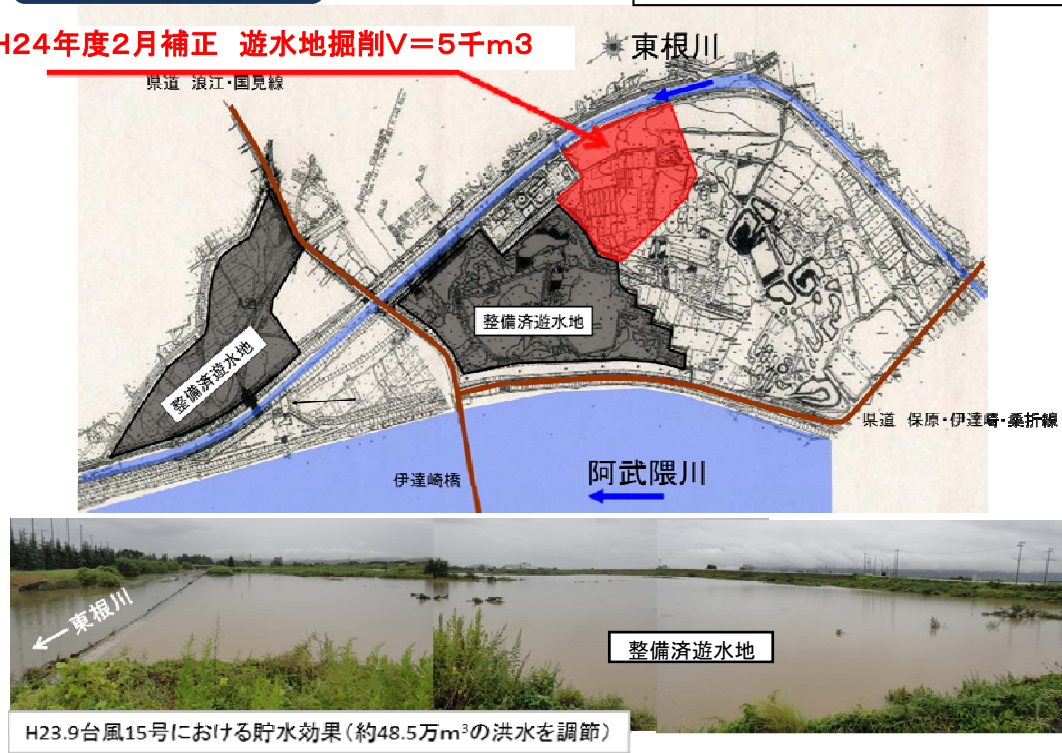 H24年度2月補正 遊水地掘削V＝5千m3
東根川
県道 浪江・国見線
整備済遊水地
整備済遊水地
県道 保原・伊達崎・桑折線
阿武隈川
伊達崎橋
東根川
整備済遊水地
H23.9台風15号における貯水効果（約48.5万m³の洪水を調節）